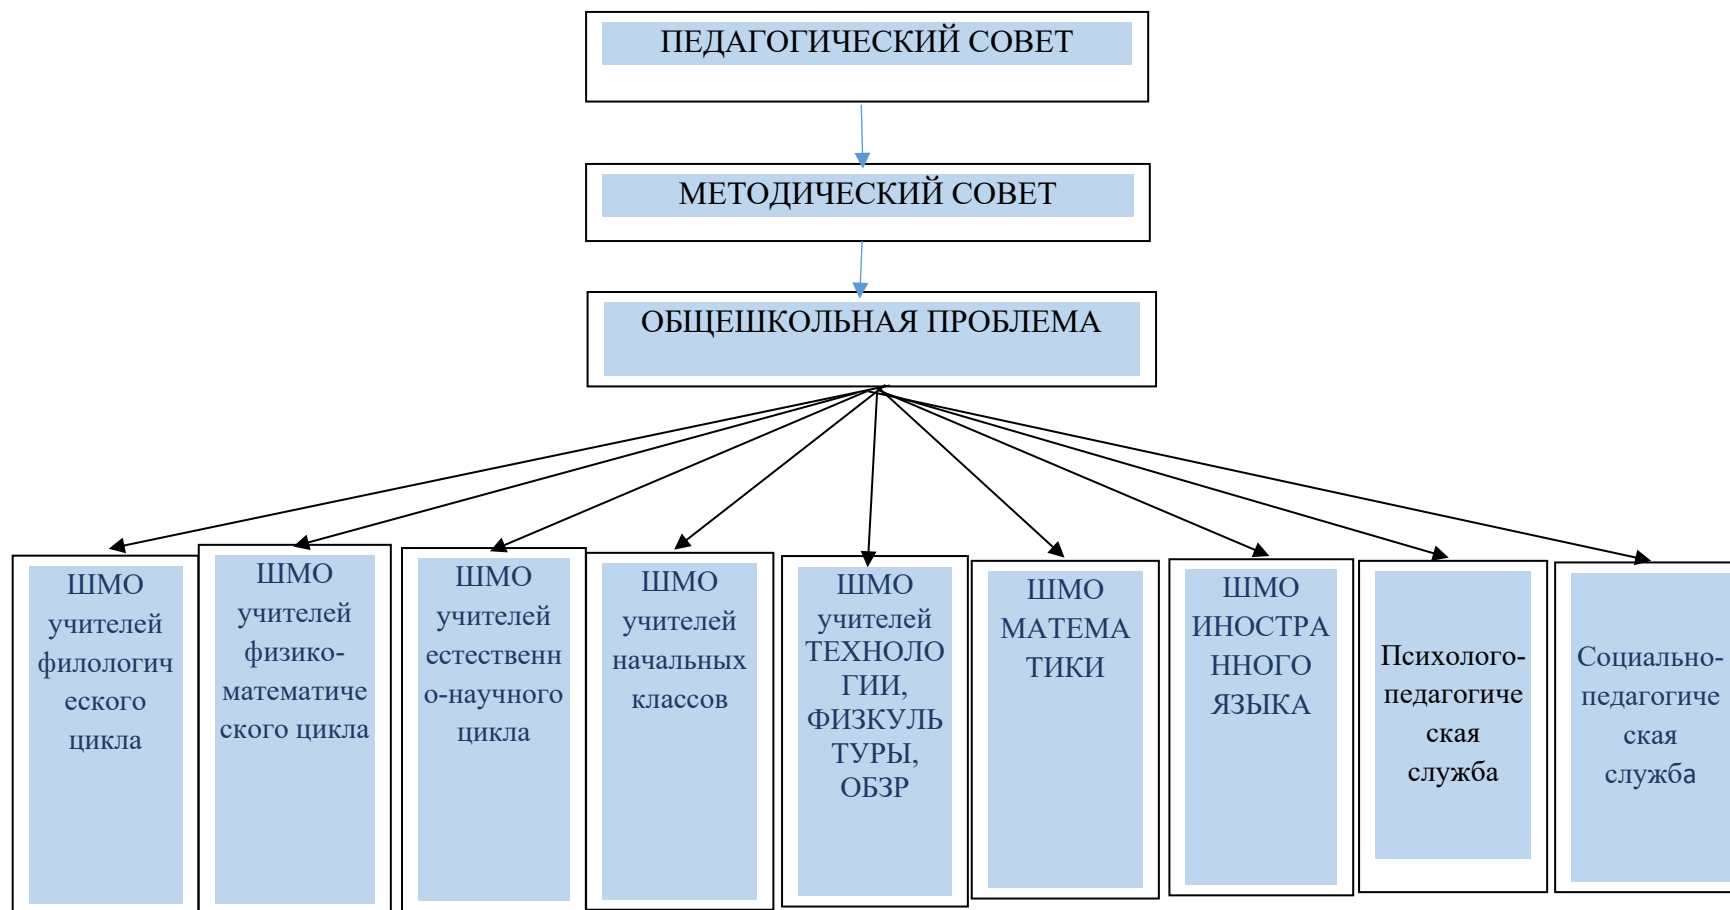 ПЕДАГОГИЧЕСКИЙ СОВЕТ
МЕТОДИЧЕСКИЙ СОВЕТ
ОБЩЕШКОЛЬНАЯ ПРОБЛЕМА
ШМО
учителей
филологич
еского
цикла
ШМО
учителей
физико-
математиче
ского цикла
ШМО
учителей
естественн
о-научного
цикла
ШМО
учителей
начальных
классов
ШМО
учителей
ТЕХНОЛО
ГИИ,
ФИЗКУЛЬ
ТУРЫ,
ОБЗР
ШМО
МАТЕМА
ТИКИ
ШМО
ИНОСТРА
ННОГО
ЯЗЫКА
Психолого-
педагогиче
ская
служба
Социально-
педагогиче
ская
служба